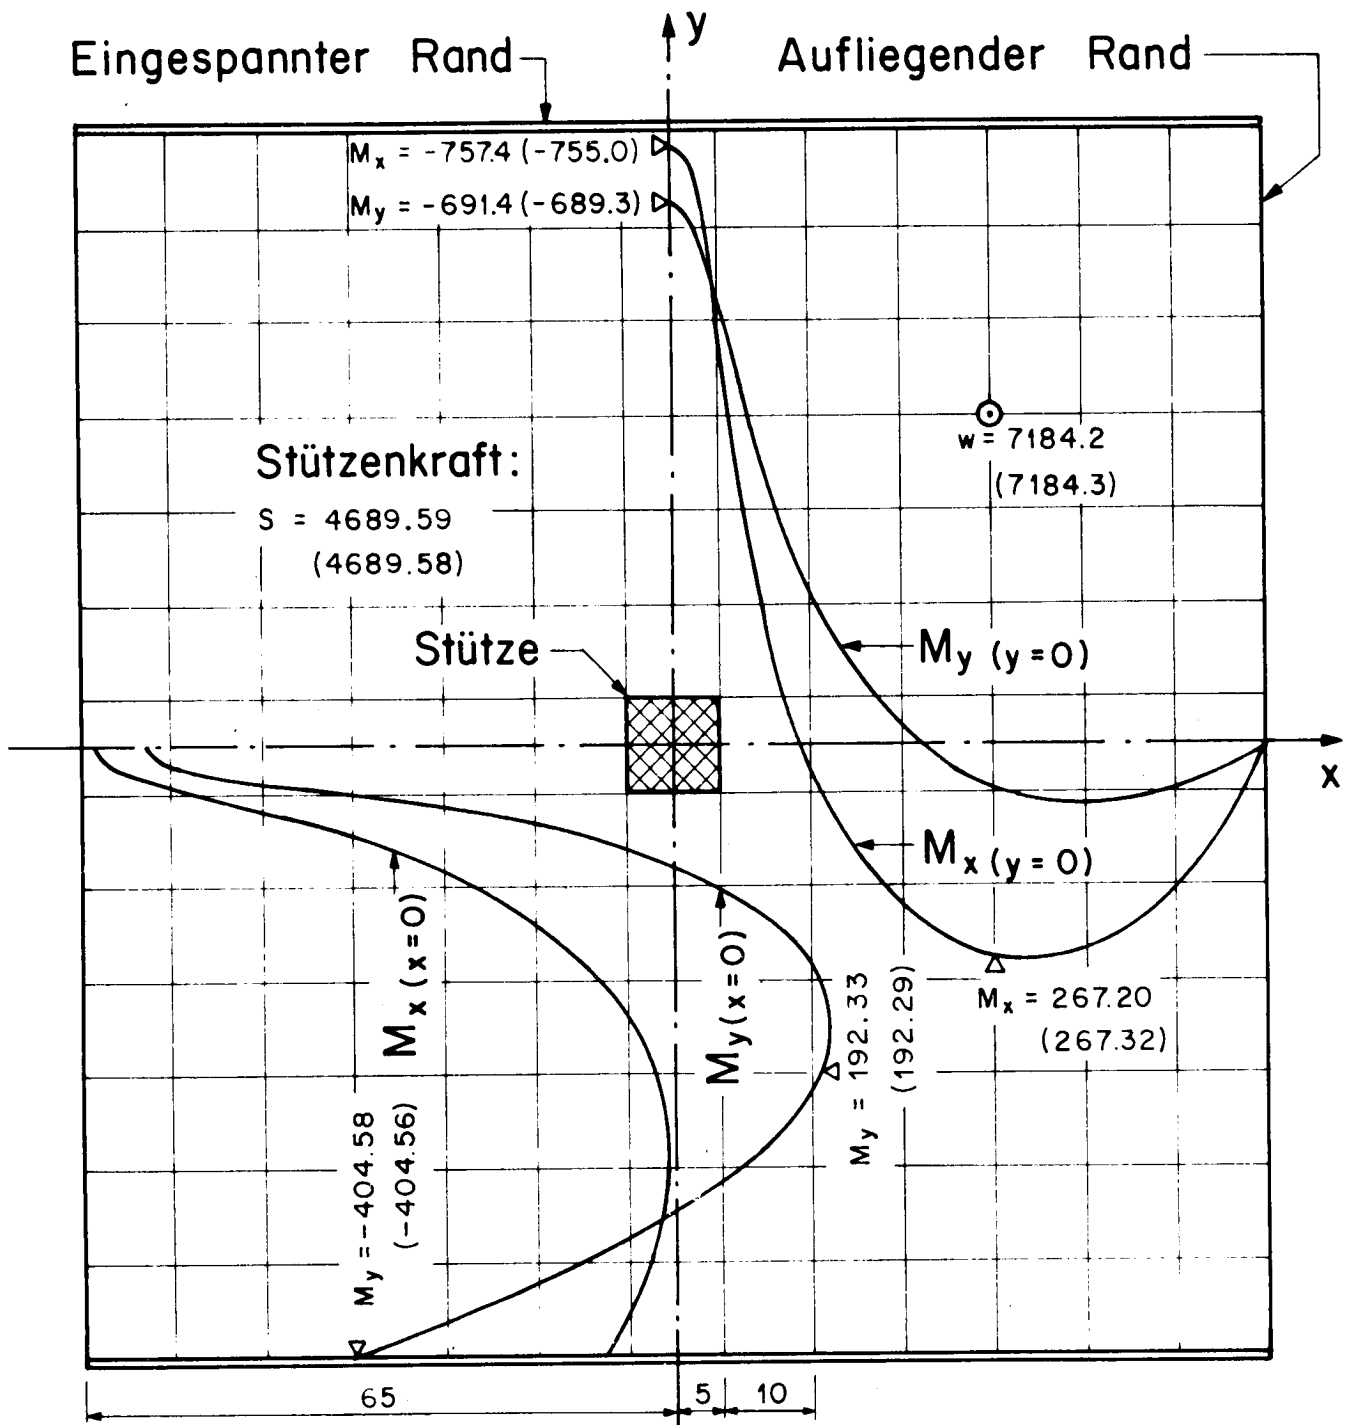 y
Eingespannter Rand
Aufliegender Rand
Mx = -757.4 (-755.0)
My = -691.4 (-689.3)
w = 7184.2
(7184.3)
Stützenkraft:
S = 4689.59
(4689.58)
Stütze
My (y=0)
x
Mx (y=0)
Mx (x=0)
My (x=0)
My = 192.33
(192.29)
Mx = 267.20
(267.32)
My = -404.58
(-404.56)
65
5
10